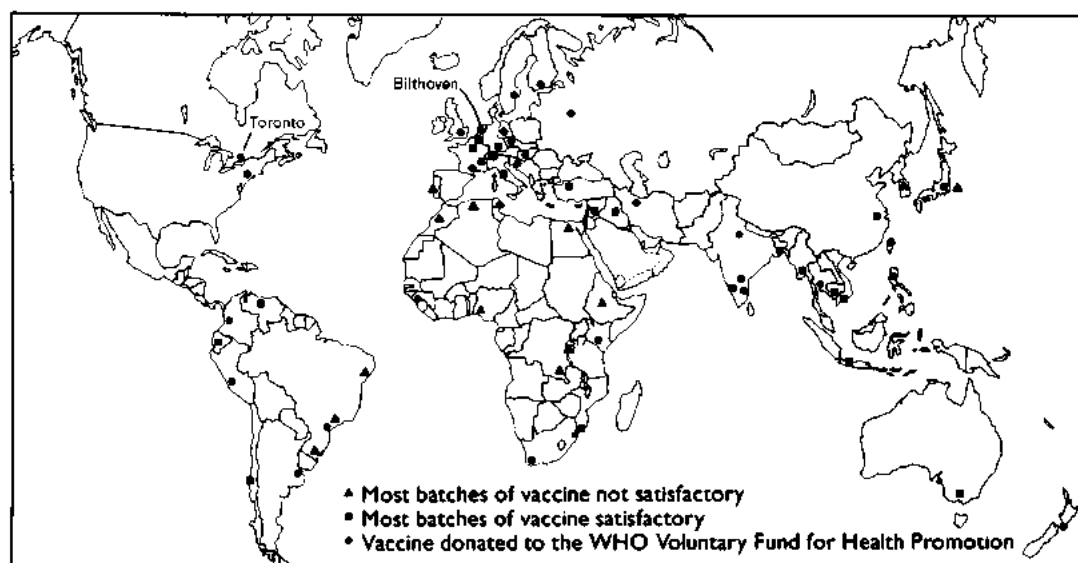 Bilthoven
Toronto
Most batches of vaccine not satisfactory
Most batches of vaccine satisfactory
Vaccine donated to the WHO Voluntary Fund for Health Promotion